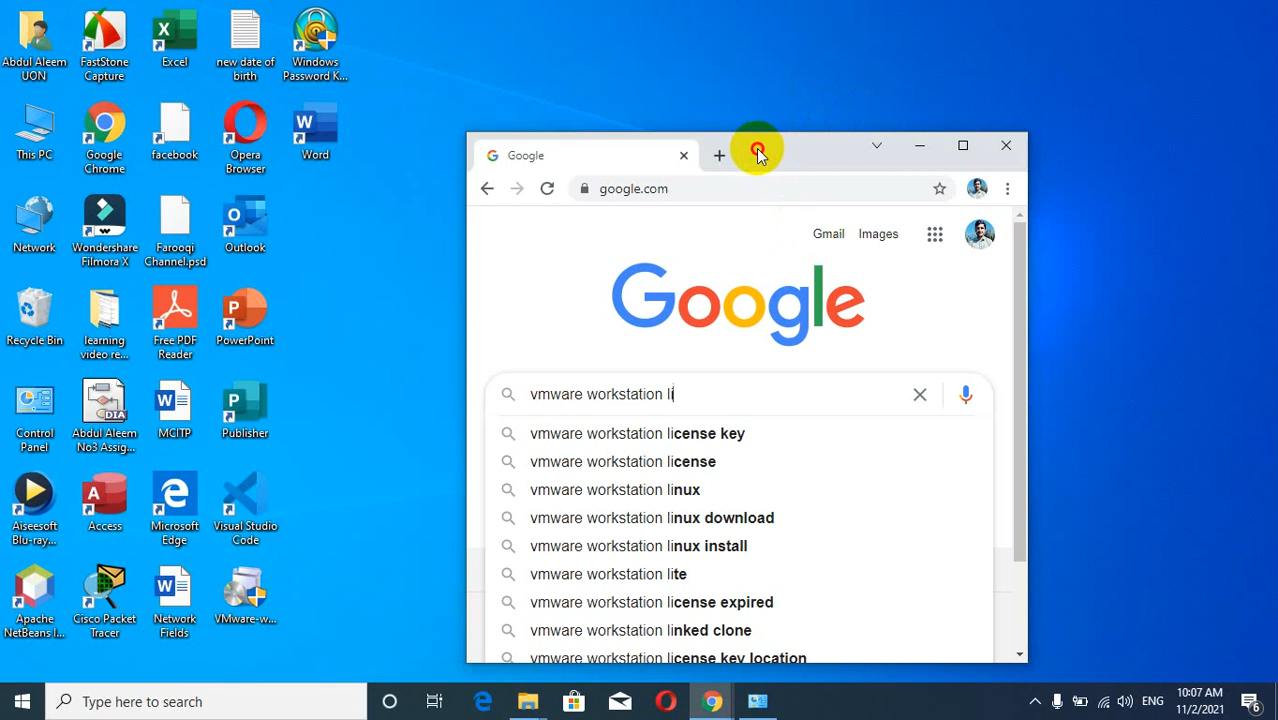 Abdul Aleem
UON
FastStone
Capture
Excel
new date of
birth
Windows
Password K...
This PC
Google
Chrome
facebook
Opera
Browser
Word
Network
Wondershare
Filmora X
Farooqi
Channel.psd
Outlook
Recycle Bin
learning
video re...
Free PDF
Reader
PowerPoint
Control
Panel
DIA
Abdul Aleem
No3 Assig...
MCITP
Publisher
Aiseesoft
Blu-ray...
Access
Microsoft
Edge
Visual Studio
Code
Apache
NetBeans I...
Cisco Packet
Tracer
Network
Fields
VMware-w...
Google
google.com
Gmail Images
Google
vmware workstation li
vmware workstation license key
vmware workstation license
vmware workstation linux
vmware workstation linux download
vmware workstation linux install
vmware workstation lite
vmware workstation license expired
vmware workstation linked clone
vmware workstation license key location
Type here to search
ENG
10:07 AM
11/2/2021
6